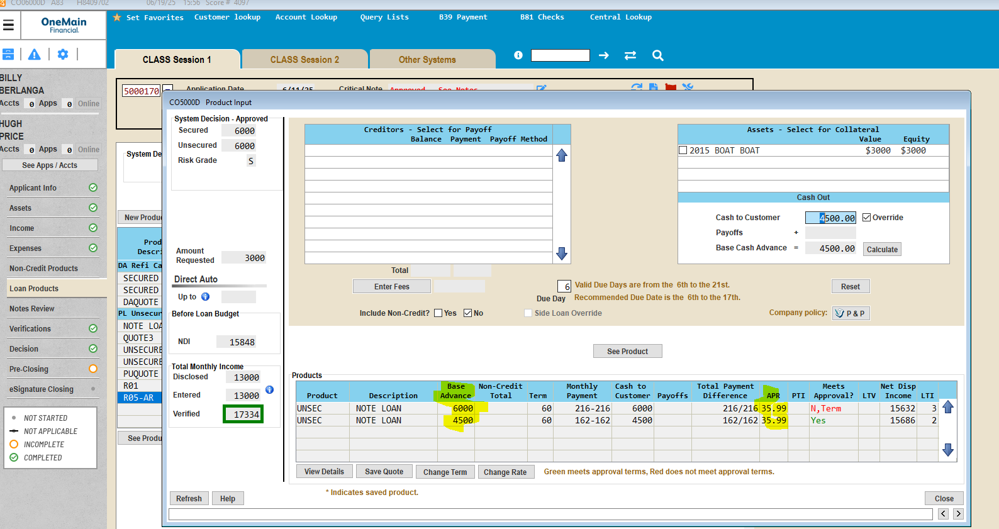 CO06000D A83 H8409702 06/19/25 15:56 Score # 4097
OneMain
Financial.
Set Favorites Customer lookup Account Lookup Query Lists B39 Payment B81 Checks Central Lookup
CLASS Session 1 CLASS Session 2 Other Systems
BILLY
BERLANGA
Accts 0 Apps 0 Online
HUGH
PRICE
Accts 0 Apps 0 Online
See Apps / Accts
Applicant Info
Assets
Income
Expenses
Non-Credit Products
Loan Products
Notes Review
Verifications
Decision
Pre-Closing
eSignature Closing
NOT STARTED
NOT APPLICABLE
INCOMPLETE
COMPLETED
5000170 Application Date 6/11/25 Critical Note Approved See Notes
System De
New Produ
Prod
Descri
DA Refi Ca
SECURED
SECURED
DAQUOTE
PL Unsecur
NOTE LOA
QUOTE3
UNSECURE
UNSECURE
PUQUOTE
R01
R05-AR
See Produ
CO5000D Product Input
System Decision - Approved
Secured 6000
Unsecured 6000
Risk Grade S
Amount
Requested 3000
Direct Auto
Up to
Before Loan Budget
NDI 15848
Total Monthly Income
Disclosed 13000
Entered 13000
Verified 17334
Creditors - Select for Payoff
Balance Payment Payoff Method
Total
Enter Fees
Assets - Select for Collateral
Value Equity
2015 BOAT BOAT $3000 $3000
Cash Out
Cash to Customer 4500.00 Override
Payoffs +
Base Cash Advance = 4500.00 Calculate
6 Valid Due Days are from the 6th to the 21st.
Due Day Recommended Due Date is the 6th to the 17th.
Reset
Include Non-Credit? Yes No Side Loan Override
Company policy: P & P
See Product
Products
Product Description Base Advance Non-Credit Total Term Monthly Payment Cash to Customer Payoffs Total Payment Difference APR PTI Meets Approval? LTV Net Disp Income LTI
UNSEC NOTE LOAN 6000 60 216-216 6000 216/216 35.99 N,Term 15632 3
UNSEC NOTE LOAN 4500 60 162-162 4500 162/162 35.99 Yes 15686 2
View Details Save Quote Change Term Change Rate Green meets approval terms, Red does not meet approval terms.
* Indicates saved product.
Refresh Help Close